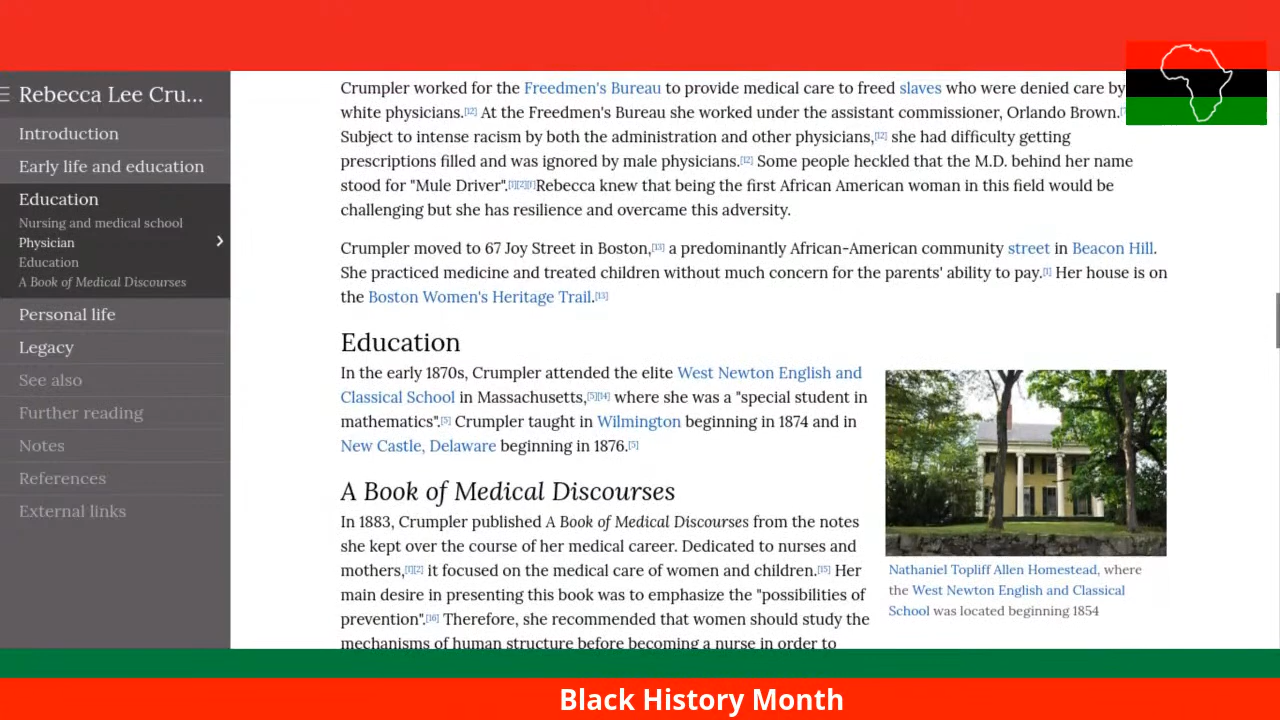 Rebecca Lee Cru...
Introduction
Early life and education
Education
Nursing and medical school
Physician
Education
A Book of Medical Discourses
Personal life
Legacy
See also
Further reading
Notes
References
External links
Crumpler worked for the Freedmen's Bureau to provide medical care to freed slaves who were denied care by
white physicians.[12] At the Freedmen's Bureau she worked under the assistant commissioner, Orlando Brown.
Subject to intense racism by both the administration and other physicians,[12] she had difficulty getting
prescriptions filled and was ignored by male physicians.[12] Some people heckled that the M.D. behind her name
stood for "Mule Driver".[1][2][f]Rebecca knew that being the first African American woman in this field would be
challenging but she has resilience and overcame this adversity.
Crumpler moved to 67 Joy Street in Boston,[13] a predominantly African-American community street in Beacon Hill.
She practiced medicine and treated children without much concern for the parents' ability to pay.[1] Her house is on
the Boston Women's Heritage Trail.[13]
Education
In the early 1870s, Crumpler attended the elite West Newton English and
Classical School in Massachusetts,[5][14] where she was a "special student in
mathematics".[5] Crumpler taught in Wilmington beginning in 1874 and in
New Castle, Delaware beginning in 1876.[5]
A Book of Medical Discourses
In 1883, Crumpler published A Book of Medical Discourses from the notes
she kept over the course of her medical career. Dedicated to nurses and
mothers,[1][2] it focused on the medical care of women and children.[15] Her
main desire in presenting this book was to emphasize the "possibilities of
prevention".[16] Therefore, she recommended that women should study the
mechanisms of human structure before becoming a nurse in order to
Nathaniel Topliff Allen Homestead, where
the West Newton English and Classical
School was located beginning 1854
Black History Month